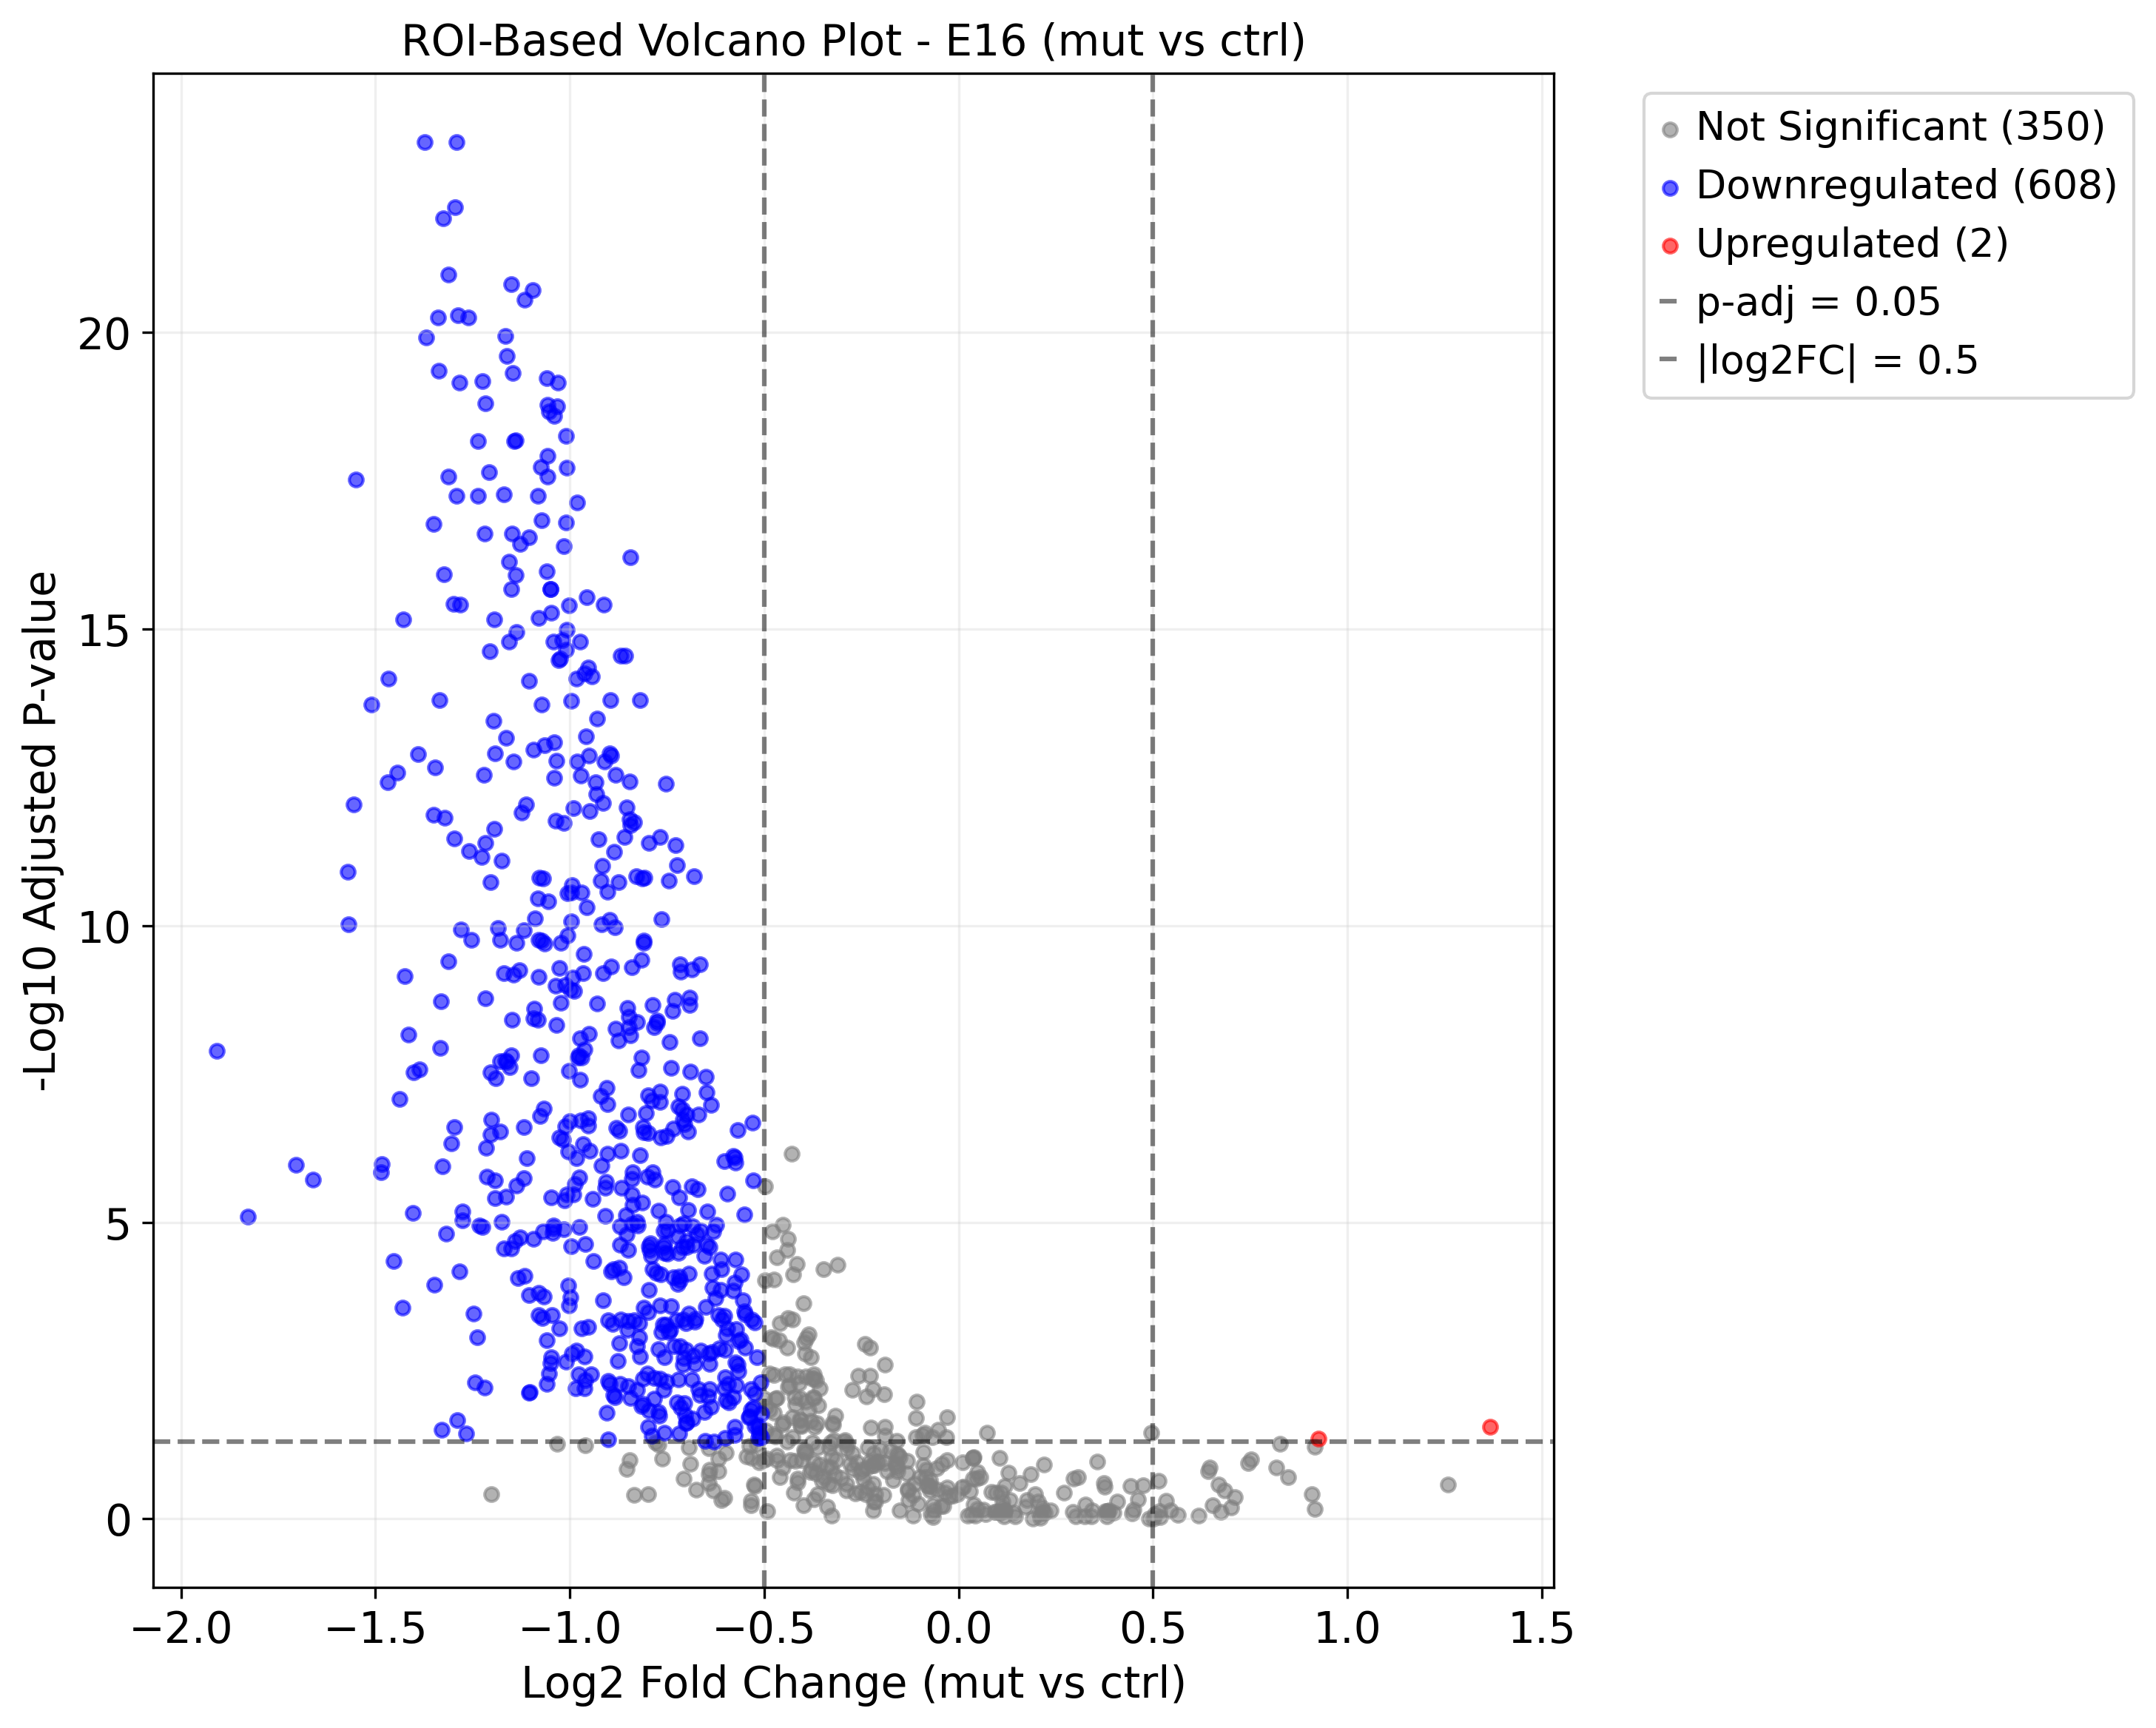 ROI-Based Volcano Plot - E16 (mut vs ctrl)
Not Significant (350)
Downregulated (608)
Upregulated (2)
p-adj = 0.05
|log2FC| = 0.5
-Log10 Adjusted P-value
20
15
10
5
0
−2.0 −1.5 −1.0 −0.5 0.0 0.5 1.0 1.5
Log2 Fold Change (mut vs ctrl)